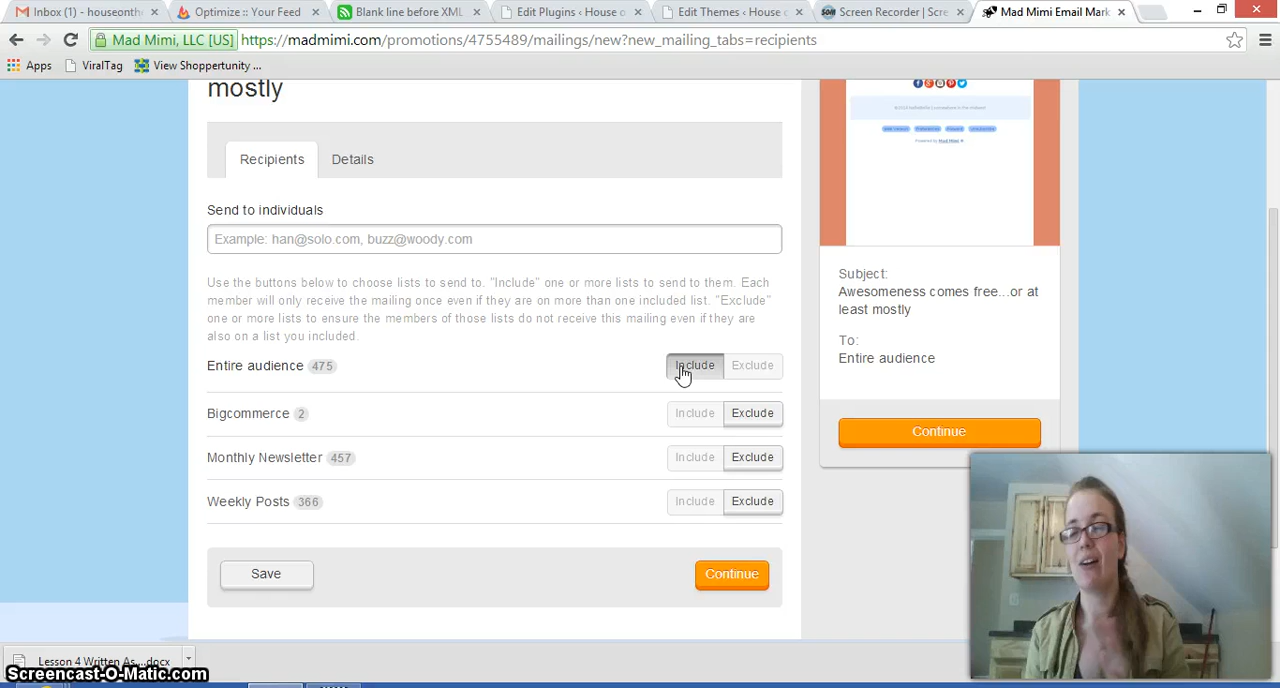 Inbox (1) - houseonth
Optimize :: Your Feed
Blank line before XML
Edit Plugins ‹ House o
Edit Themes ‹ House
Screen Recorder | Scre
Mad Mimi Email Mark
Mad Mimi, LLC [US]
https://madmimi.com/promotions/4755489/mailings/new?new_mailing_tabs=recipients
Apps
ViralTag
View Shoppertunity ...
mostly
Recipients
Details
Send to individuals
Example: han@solo.com, buzz@woody.com
Use the buttons below to choose lists to send to. "Include" one or more lists to send to them. Each
member will only receive the mailing once even if they are on more than one included list. "Exclude"
one or more lists to ensure the members of those lists do not receive this mailing even if they are
also on a list you included.
Entire audience 475
Include
Exclude
Bigcommerce 2
Include
Exclude
Monthly Newsletter 457
Include
Exclude
Weekly Posts 366
Include
Exclude
Save
Continue
Powered by Mad Mimi
Subject:
Awesomeness comes free...or at
least mostly
To:
Entire audience
Continue
Lesson 4 Written As....docx
Screencast-O-Matic.com